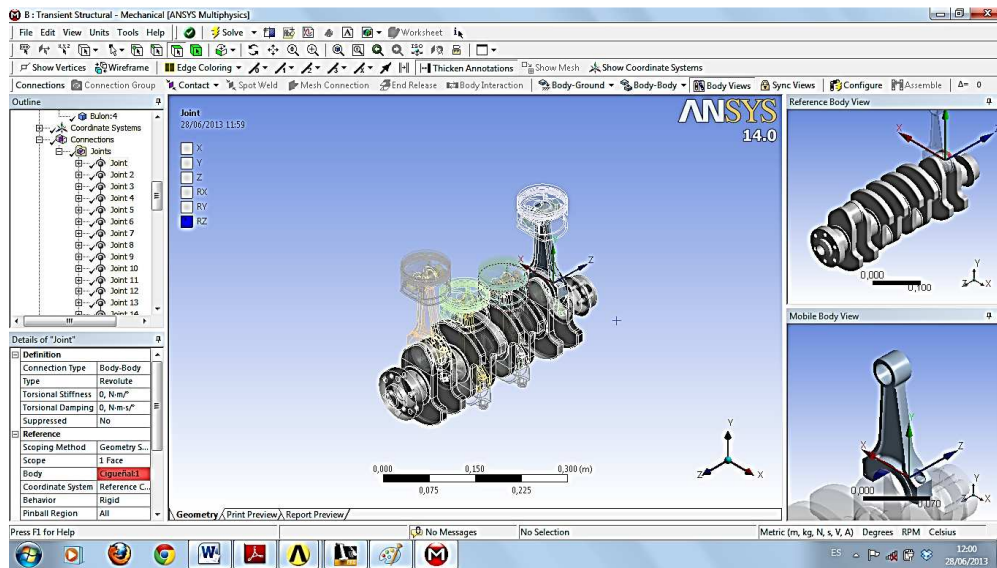 B : Transient Structural - Mechanical [ANSYS Multiphysics]
File Edit View Units Tools Help Solve Worksheet
Show Vertices Wireframe Edge Coloring Thicken Annotations Show Mesh Show Coordinate Systems
Connections Connection Group Contact Spot Weld Mesh Connection End Release Body Interaction Body-Ground Body-Body Body Views Sync Views Configure Assemble Δ= 0
Outline
Bulon:4
Coordinate Systems
Connections
Joints
Joint
Joint 2
Joint 3
Joint 4
Joint 5
Joint 6
Joint 7
Joint 8
Joint 9
Joint 10
Joint 11
Joint 12
Joint 13
Joint 14
Details of "Joint"
Definition
Connection Type Body-Body
Type Revolute
Torsional Stiffness 0, N·m/°
Torsional Damping 0, N·m·s/°
Suppressed No
Reference
Scoping Method Geometry S...
Scope 1 Face
Body Cigueñal:1
Coordinate System Reference C...
Behavior Rigid
Pinball Region All
Joint
28/06/2013 11:59
X
Y
Z
RX
RY
RZ
ANSYS
14.0
X
Z
0,000 0,150 0,300 (m)
0,075 0,225
Y
Z X
Geometry Print Preview Report Preview
Reference Body View
X Z
0,000
0,100
Y
Z X
Mobile Body View
Y
X Z
0,000
0,070
Y
Z X
Press F1 for Help No Messages No Selection Metric (m, kg, N, s, V, A) Degrees RPM Celsius
ES 12:00
28/06/2013